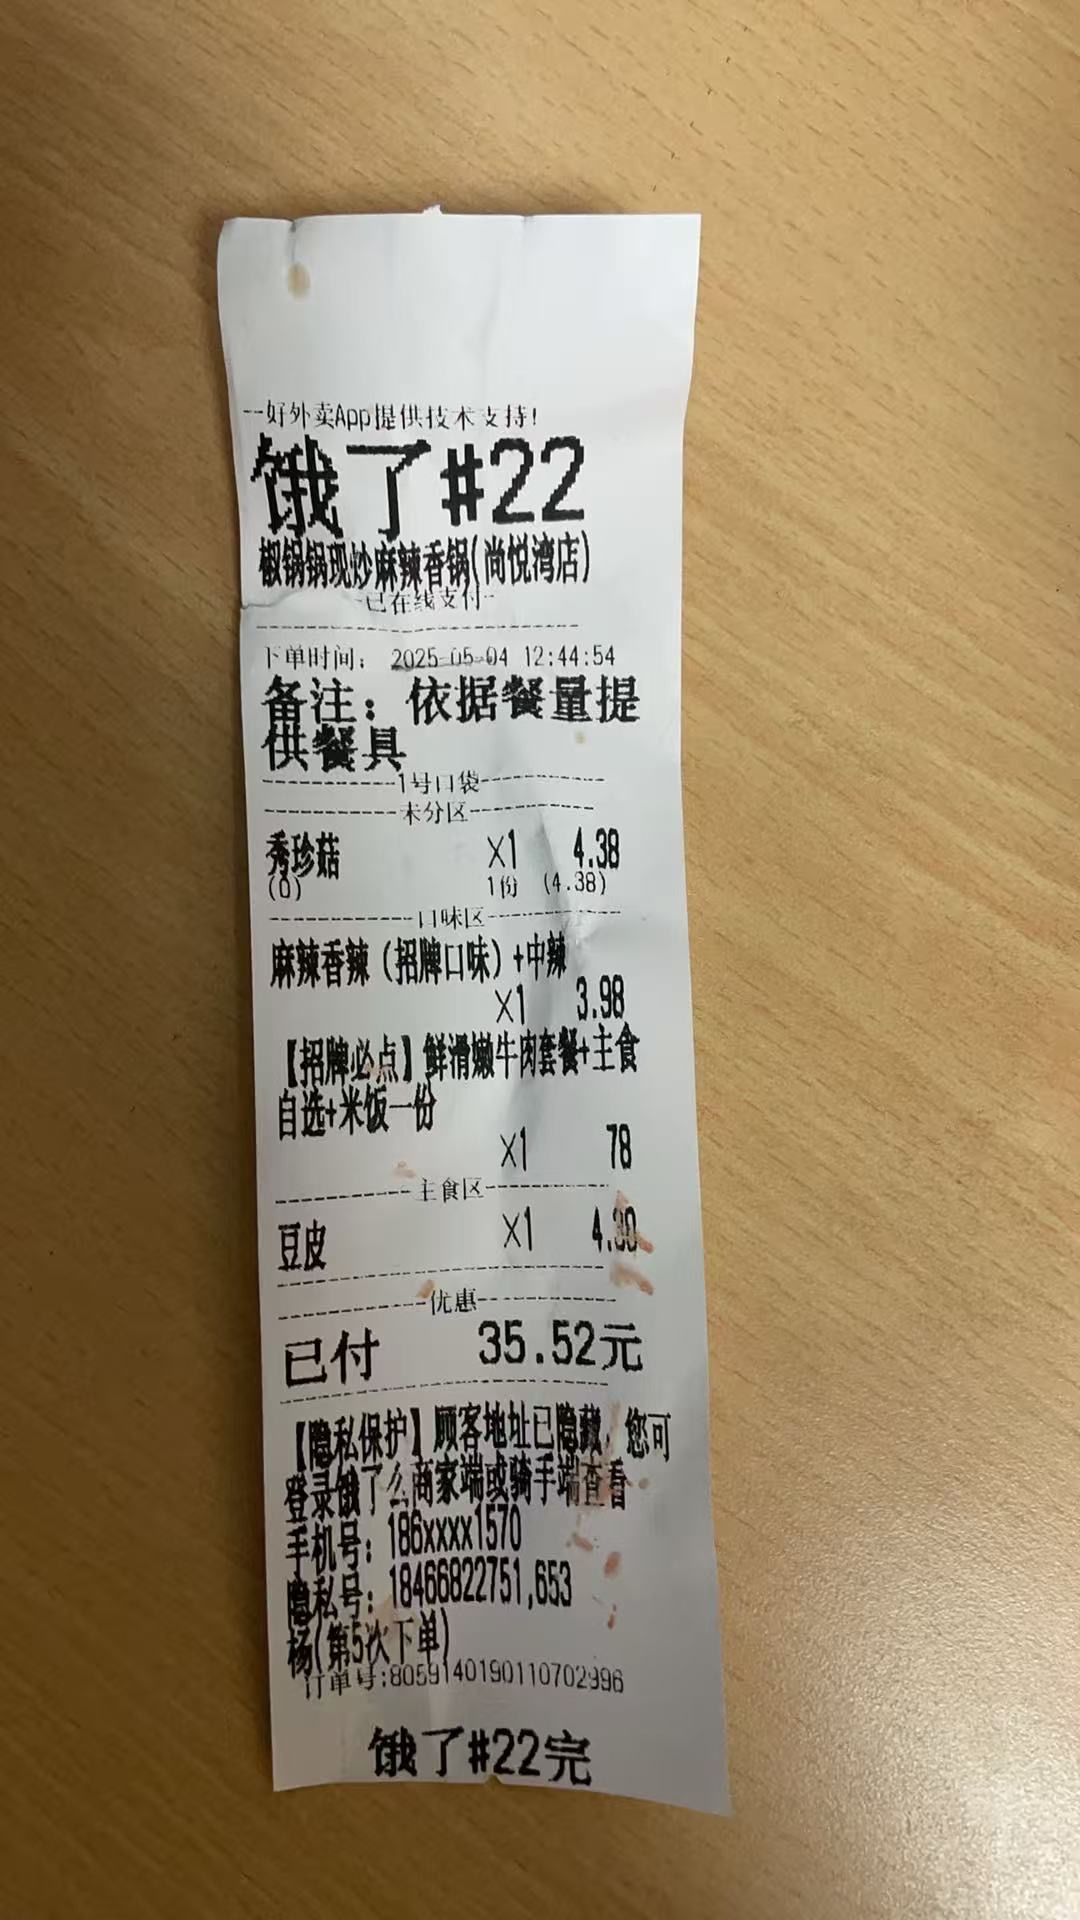 --好外卖App提供技术支持!
饿了#22
椒锅锅现炒麻辣香锅(尚悦湾店)
-已在线支付-
下单时间: 2025-05-04 12:44:54
备注: 依据餐量提
供餐具
1号口袋
未分区
秀珍菇 X1 4.38
(0) 1份 (4.38)
口味区
麻辣香辣 (招牌口味)+中辣
X1 3.98
【招牌必点】鲜滑嫩牛肉套餐+主食
自选+米饭一份
X1 78
主食区
豆皮 X1
优惠
已付 35.52元
【隐私保护】顾客地址已隐藏, 您可
登录饿了么商家端或骑手端查看
手机号: 186xxxx1570
隐私号: 18466822751,653
杨(第5次下单)
订单号:8059140190110702996
饿了#22完